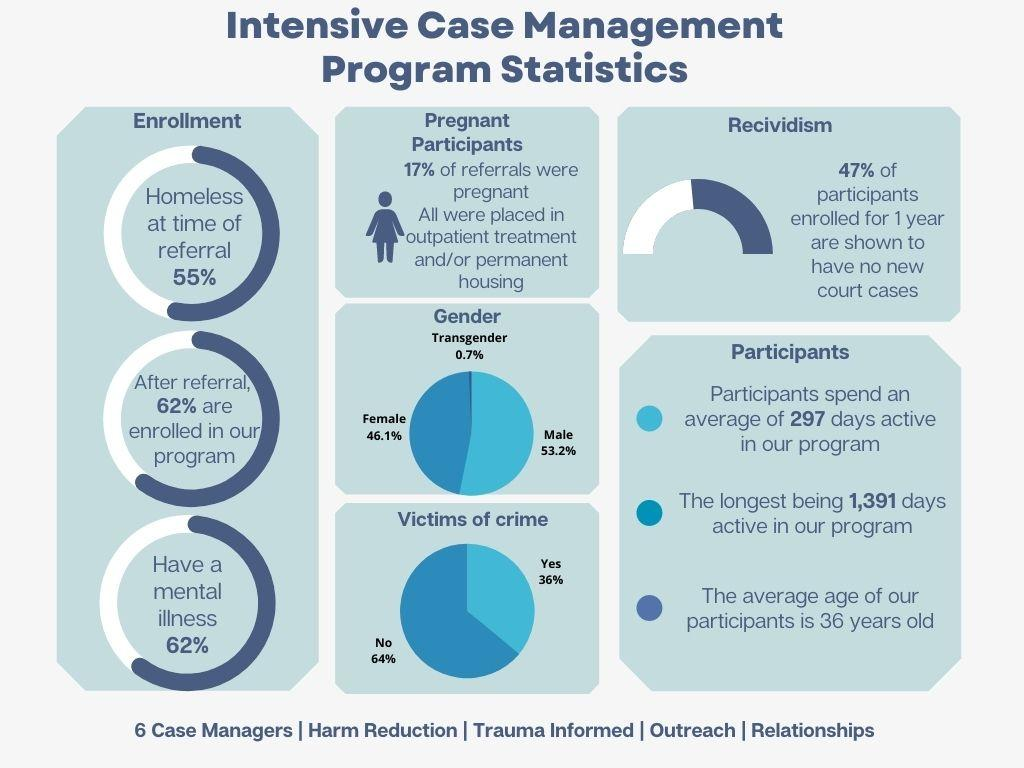 Intensive Case Management
Program Statistics
Enrollment
Homeless
at time of
referral
55%
After referral,
62% are
enrolled in our
program
Have a
mental
illness
62%
Pregnant
Participants
17% of referrals were
pregnant
All were placed in
outpatient treatment
and/or permanent
housing
Gender
Transgender
0.7%
Female
46.1%
Male
53.2%
Victims of crime
Yes
36%
No
64%
Recividism
47% of
participants
enrolled for 1 year
are shown to
have no new
court cases
Participants
Participants spend an
average of 297 days active
in our program
The longest being 1,391 days
active in our program
The average age of our
participants is 36 years old
6 Case Managers | Harm Reduction | Trauma Informed | Outreach | Relationships